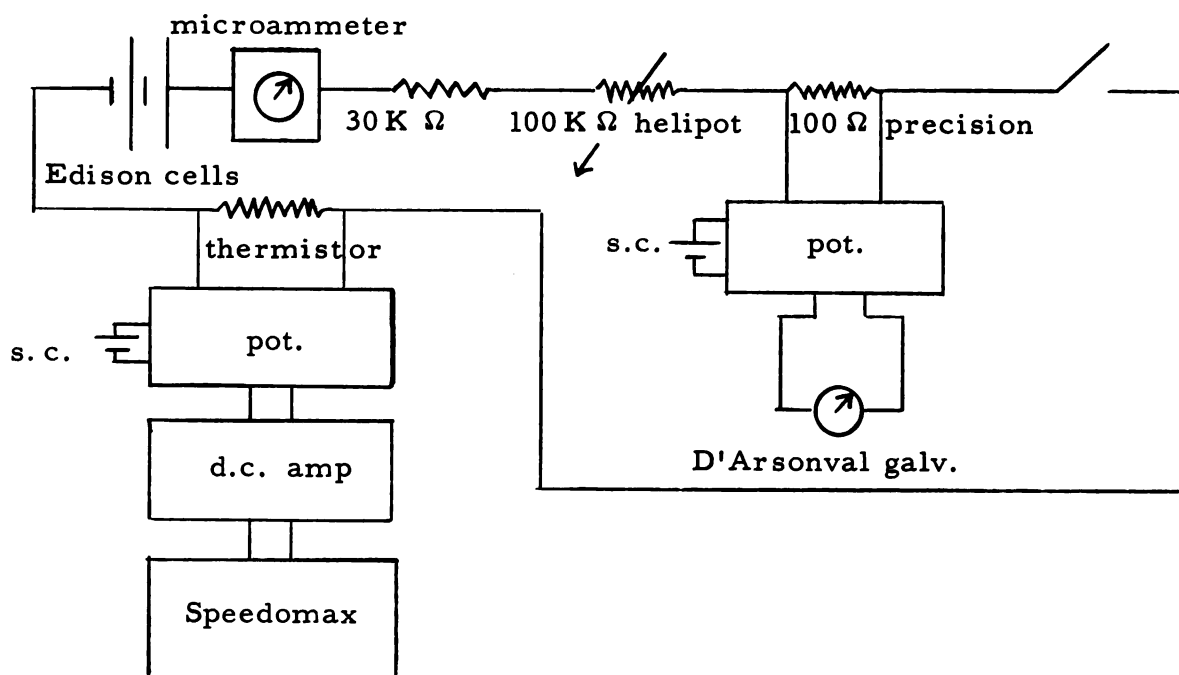 microammeter
30 K Ω
100 K Ω helipot
100 Ω precision
Edison cells
thermistor
s.c.
pot.
s. c.
pot.
d.c. amp
D'Arsonval galv.
Speedomax